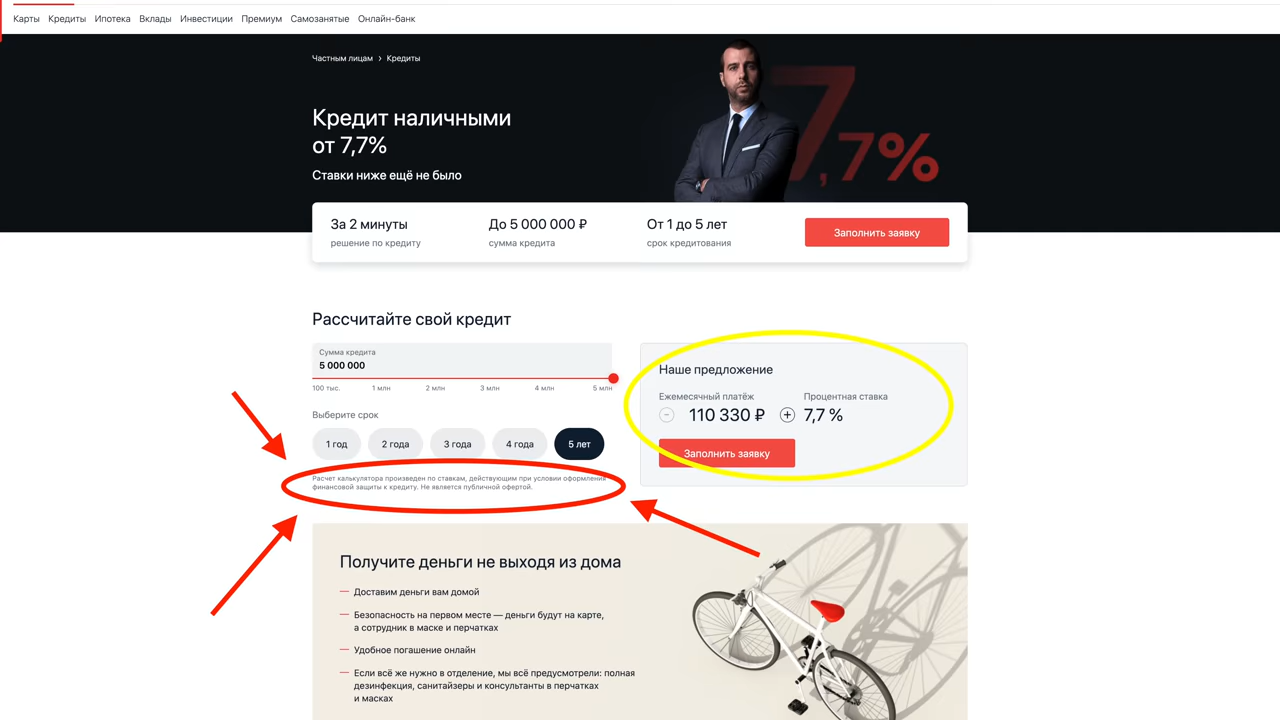 Карты Кредиты Ипотека Вклады Инвестиции Премиум Самозанятые Онлайн-банк
Частным лицам › Кредиты
Кредит наличными
от 7,7%
Ставки ниже ещё не было
7,7%
За 2 минуты
решение по кредиту
До 5 000 000 ₽
сумма кредита
От 1 до 5 лет
срок кредитования
Заполнить заявку
Рассчитайте свой кредит
Сумма кредита
5 000 000
100 тыс. 1 млн 2 млн 3 млн 4 млн 5 млн
Выберите срок
1 год 2 года 3 года 4 года 5 лет
Расчет калькулятора произведен по ставкам, действующим при условии оформления
финансовой защиты к кредиту. Не является публичной офертой.
Наше предложение
Ежемесячный платёж
110 330 ₽
Процентная ставка
7,7 %
Заполнить заявку
Получите деньги не выходя из дома
— Доставим деньги вам домой
— Безопасность на первом месте — деньги будут на карте,
а сотрудник в маске и перчатках
— Удобное погашение онлайн
— Если всё же нужно в отделение, мы всё предусмотрели: полная
дезинфекция, санитайзеры и консультанты в перчатках
и масках